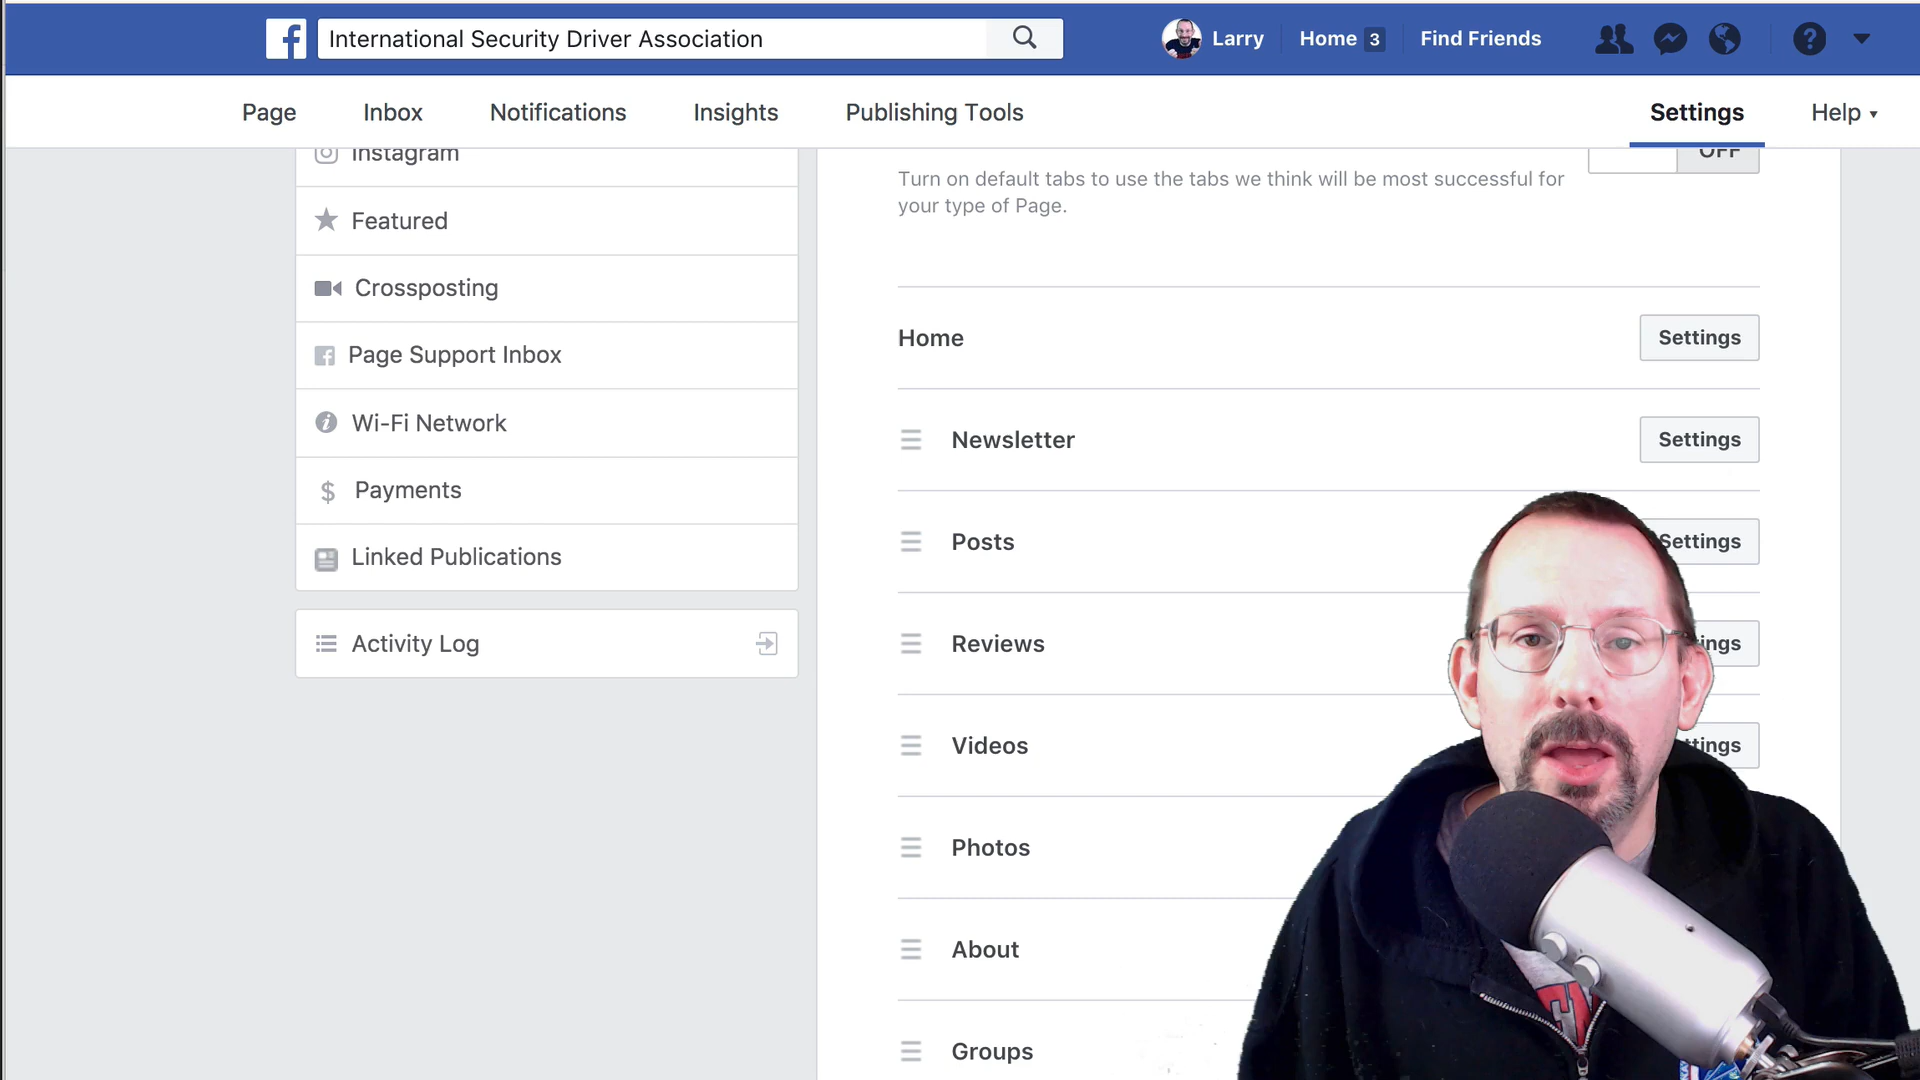 International Security Driver Association
Larry
Home 3
Find Friends
Page
Inbox
Notifications
Insights
Publishing Tools
Settings
Help
Instagram
Featured
Crossposting
Page Support Inbox
Wi-Fi Network
Payments
Linked Publications
Activity Log
OFF
Turn on default tabs to use the tabs we think will be most successful for
your type of Page.
Home
Settings
Newsletter
Settings
Posts
Settings
Reviews
ings
Videos
ttings
Photos
About
Groups